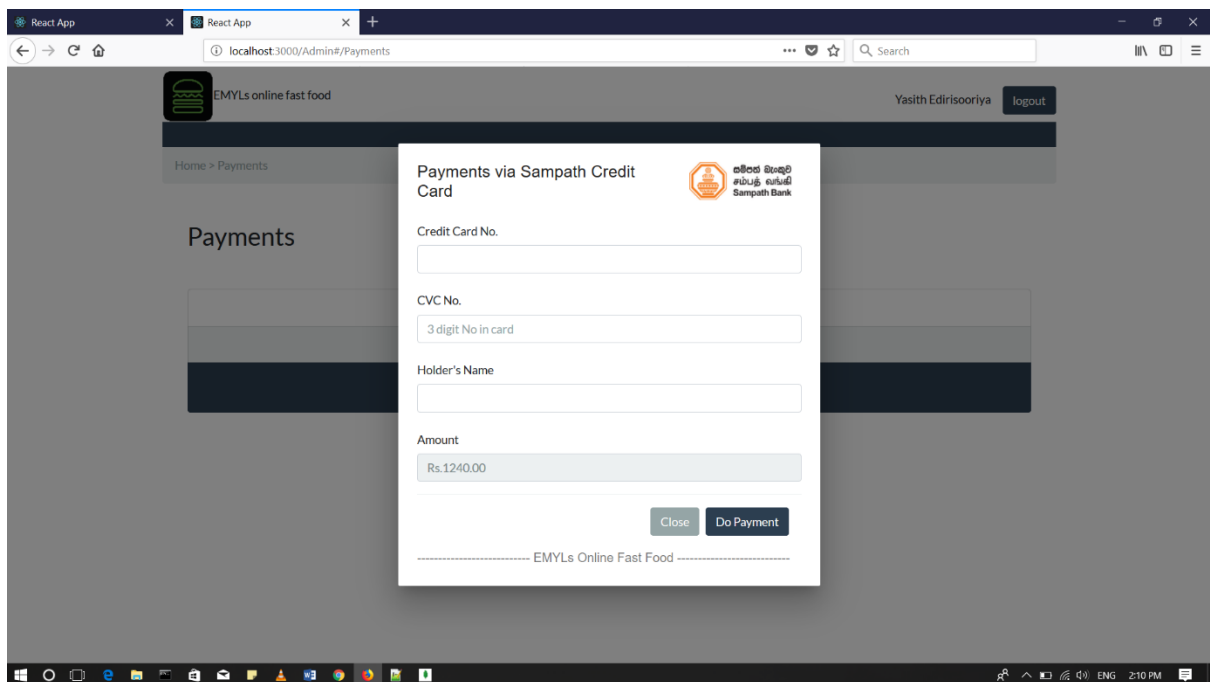 React App
React App
localhost:3000/Admin#/Payments
Search
EMYLs online fast food
Yasith Edirisooriya
logout
Home > Payments
Payments via Sampath Credit
Card
සම්පත් බැංකුව
சம்பத் வங்கி
Sampath Bank
Payments
Credit Card No.
CVC No.
3 digit No in card
Holder's Name
Amount
Rs.1240.00
Close
Do Payment
--------------------------- EMYLs Online Fast Food ---------------------------
ENG
2:10 PM